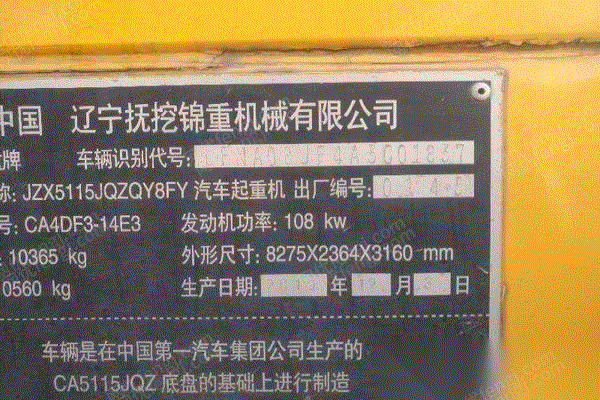 中国 辽宁抚挖锦重机械有限公司
牌 车辆识别代号:
称: JZX5115JQZQY8FY 汽车起重机 出厂编号:
号: CA4DF3-14E3 发动机功率: 108 kw
: 10365 kg 外形尺寸: 8275X2364X3160 mm
0560 kg 生产日期: 年 月 日
车辆是在中国第一汽车集团公司生产的
CA5115JQZ 底盘的基础上进行制造